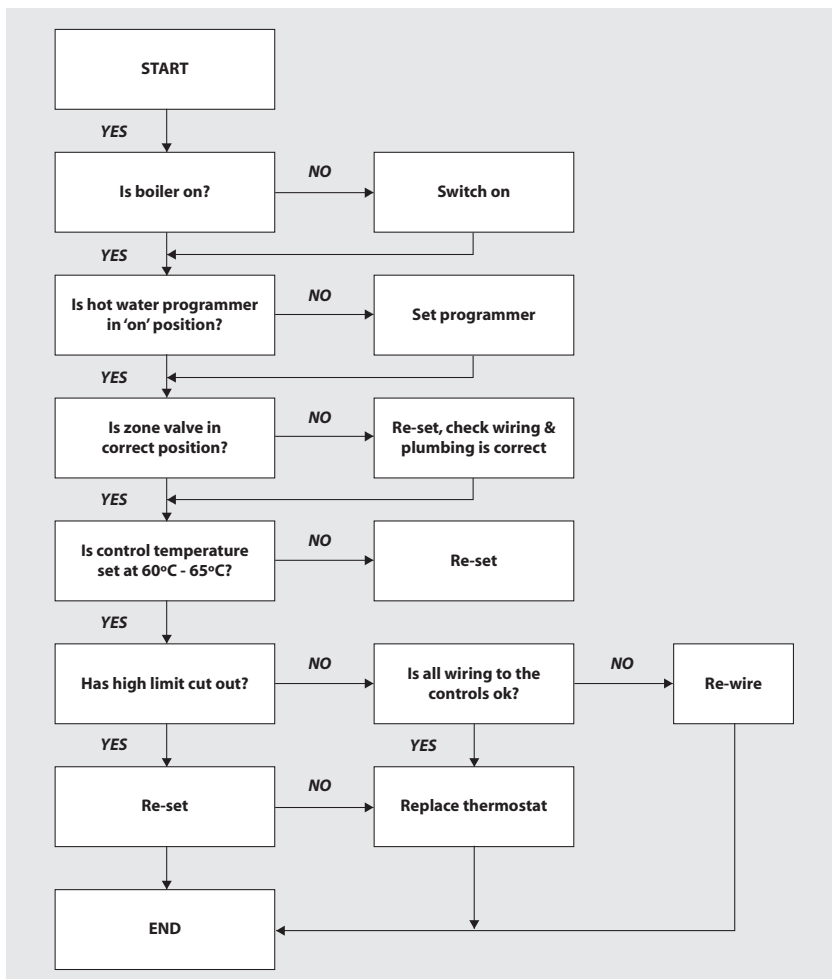 START
YES
Is boiler on?
NO
Switch on
YES
Is hot water programmer
in ‘on’ position?
NO
Set programmer
YES
Is zone valve in
correct position?
NO
Re-set, check wiring &
plumbing is correct
YES
Is control temperature
set at 60ºC - 65ºC?
NO
Re-set
YES
Has high limit cut out?
NO
Is all wiring to the
controls ok?
NO
Re-wire
YES
YES
Re-set
NO
Replace thermostat
END